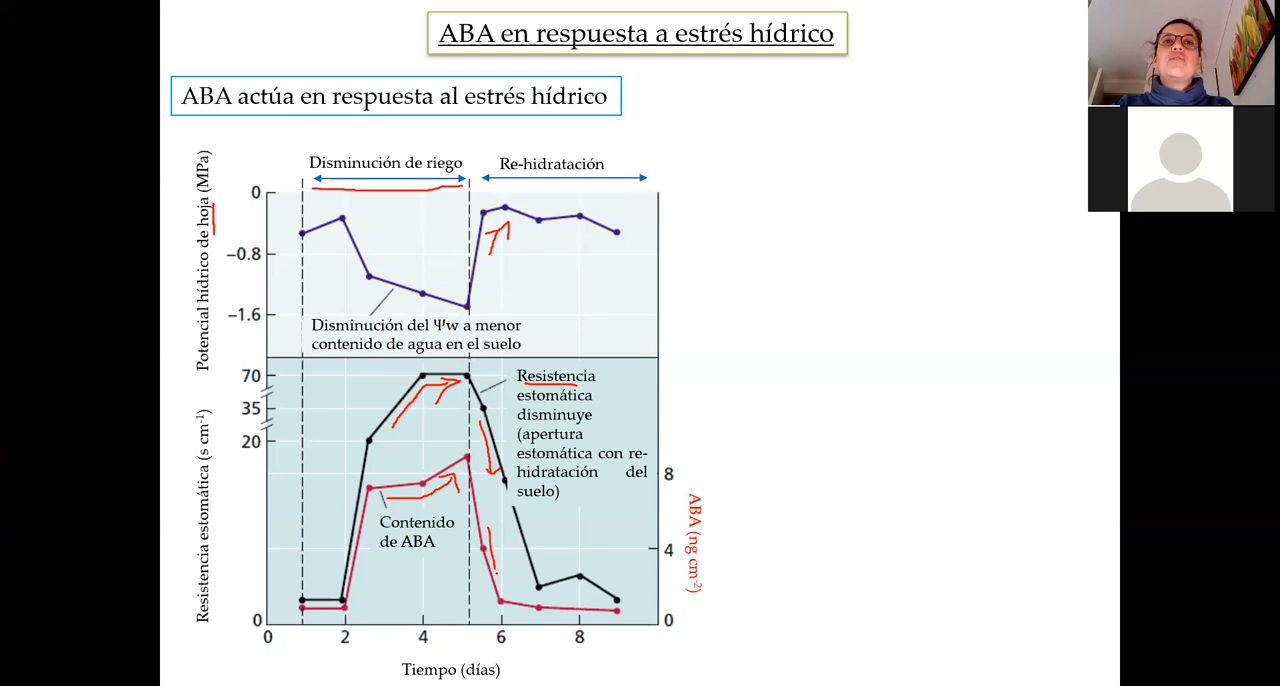 ABA en respuesta a estrés hídrico
ABA actúa en respuesta al estrés hídrico
Disminución de riego
Re-hidratación
Potencial hídrico de hoja (MPa)
0
−0.8
−1.6
Disminución del Ψw a menor
contenido de agua en el suelo
Resistencia estomática (s cm-1)
70
35
20
0
Resistencia
estomática
disminuye
(apertura
estomática con re-
hidratación del
suelo)
Contenido
de ABA
8
4
0
ABA (ng cm-2)
0 2 4 6 8
Tiempo (días)